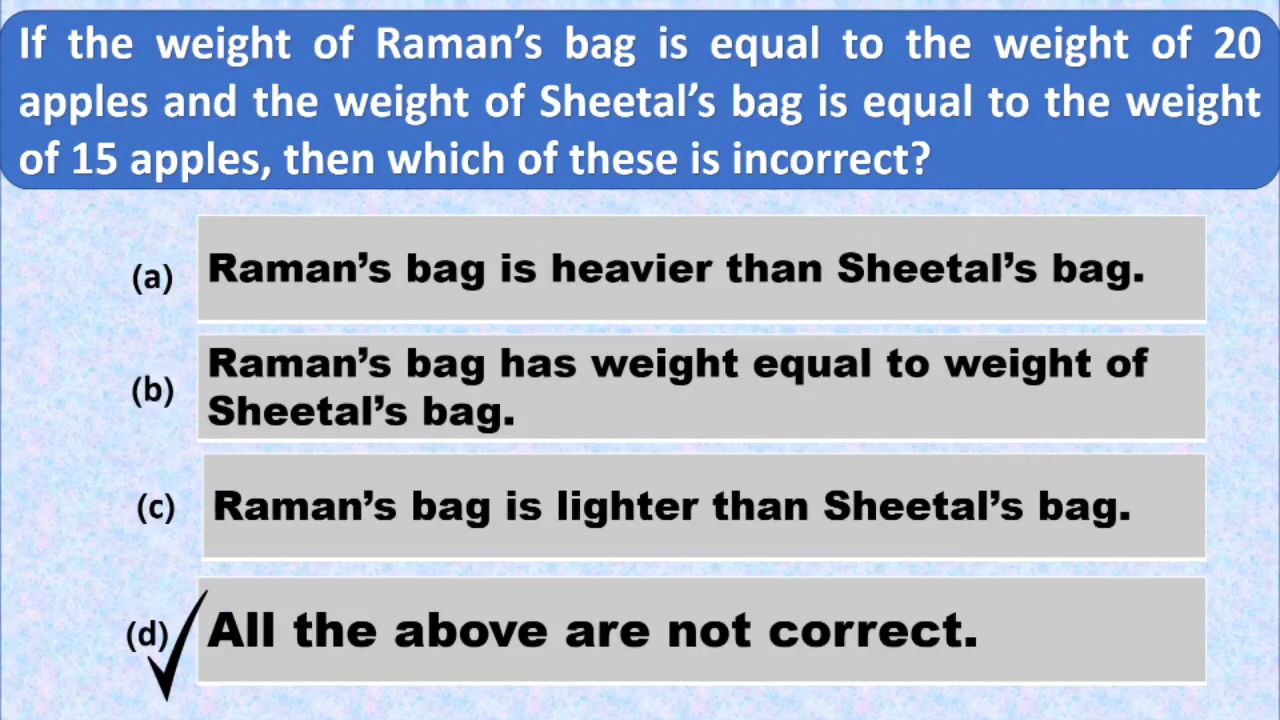 If the weight of Raman’s bag is equal to the weight of 20
apples and the weight of Sheetal’s bag is equal to the weight
of 15 apples, then which of these is incorrect?
(a) Raman’s bag is heavier than Sheetal’s bag.
(b) Raman’s bag has weight equal to weight of
Sheetal’s bag.
(c) Raman’s bag is lighter than Sheetal’s bag.
(d) All the above are not correct.